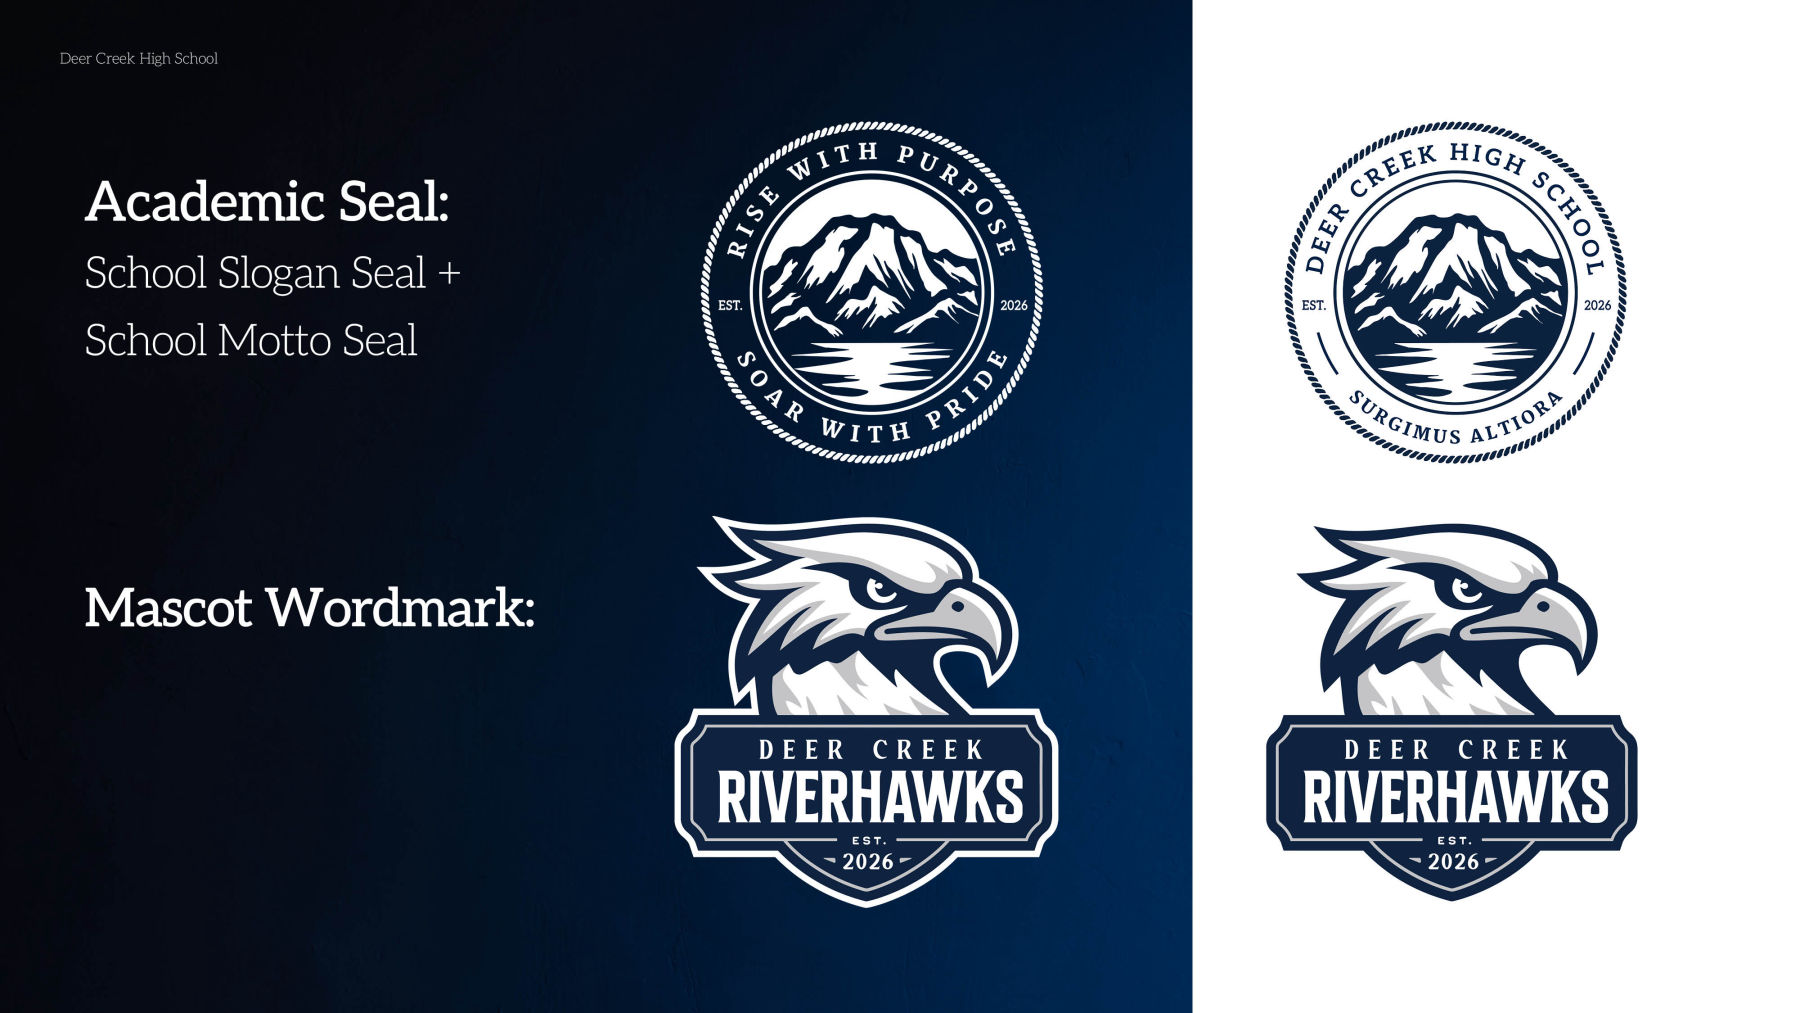 Deer Creek High School
Academic Seal:
School Slogan Seal +
School Motto Seal
RISE WITH PURPOSE
EST. 2026
SOAR WITH PRIDE
DEER CREEK HIGH SCHOOL
EST. 2026
SURGIMUS ALTIORA
Mascot Wordmark:
DEER CREEK
RIVERHAWKS
EST.
2026
DEER CREEK
RIVERHAWKS
EST.
2026